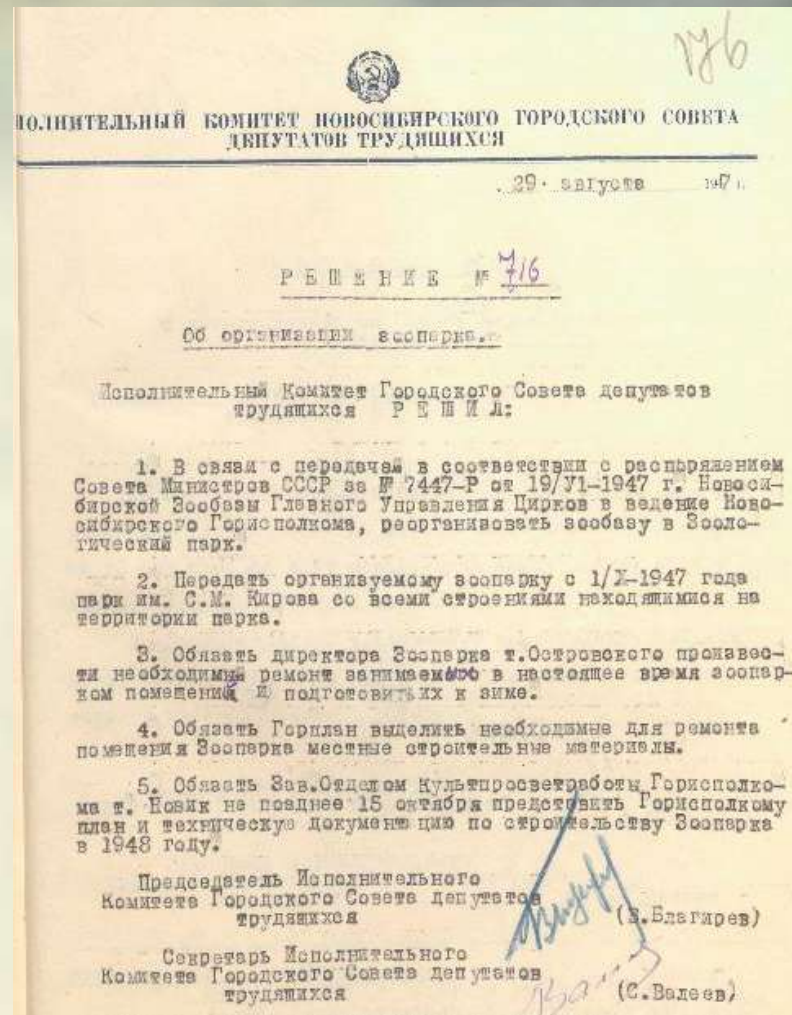 176
ПОЛНИТЕЛЬНЫЙ КОМИТЕТ НОВОСИБИРСКОГО ГОРОДСКОГО СОВЕТА
ДЕПУТАТОВ ТРУДЯЩИХСЯ
. 29. августа 1947 г.
РЕШЕНИЕ № 716
Об организации зоопарка.
Исполнительный Комитет Городского Совета депутатов
трудящихся РЕШИЛ:
1. В связи с передачей в соответствии с распоряжением
Совета Министров СССР за № 7447-Р от 19/У1-1947 г. Новоси-
бирской Зообазы Главного Управления Цирков в ведение Ново-
сибирского Горисполкома, реорганизовать зообазу в Зооло-
гический парк.
2. Передать организуемому зоопарку с 1/X-1947 года
парк им. С.М. Кирова со всеми строениями находящимися на
территории парка.
3. Обязать директора Зоопарка т.Островского произвес-
ти необходимый ремонт занимаемых в настоящее время зоопар-
ком помещений и подготовить их к зиме.
4. Обязать Горплан выделить необходимые для ремонта
помещения Зоопарка местные строительные материалы.
5. Обязать Зав.Отделом Культпросветработы Горисполко-
ма т. Новик не позднее 15 октября представить Горисполкому
план и техническую документацию по строительству Зоопарка
в 1948 году.
Председатель Исполнительного
Комитета Городского Совета депутатов
трудящихся
(В.Благирев)
Секретарь Исполнительного
Комитета Городского Совета депутатов
трудящихся
(С.Валеев)